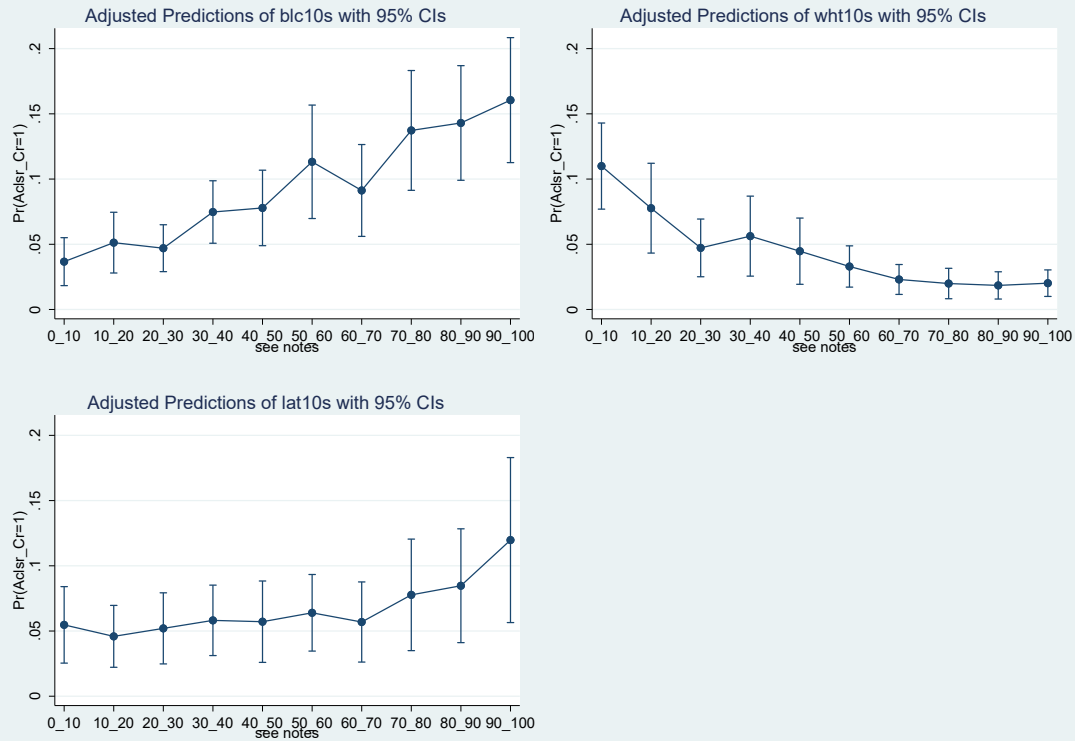 Adjusted Predictions of blc10s with 95% CIs
Pr(Aclsr_Cr=1)
.2
.15
.1
.05
0
0_10 10_20 20_30 30_40 40_50 50_60 60_70 70_80 80_90 90_100
see notes
Adjusted Predictions of wht10s with 95% CIs
Pr(Aclsr_Cr=1)
.2
.15
.1
.05
0
0_10 10_20 20_30 30_40 40_50 50_60 60_70 70_80 80_90 90_100
see notes
Adjusted Predictions of lat10s with 95% CIs
Pr(Aclsr_Cr=1)
.2
.15
.1
.05
0
0_10 10_20 20_30 30_40 40_50 50_60 60_70 70_80 80_90 90_100
see notes